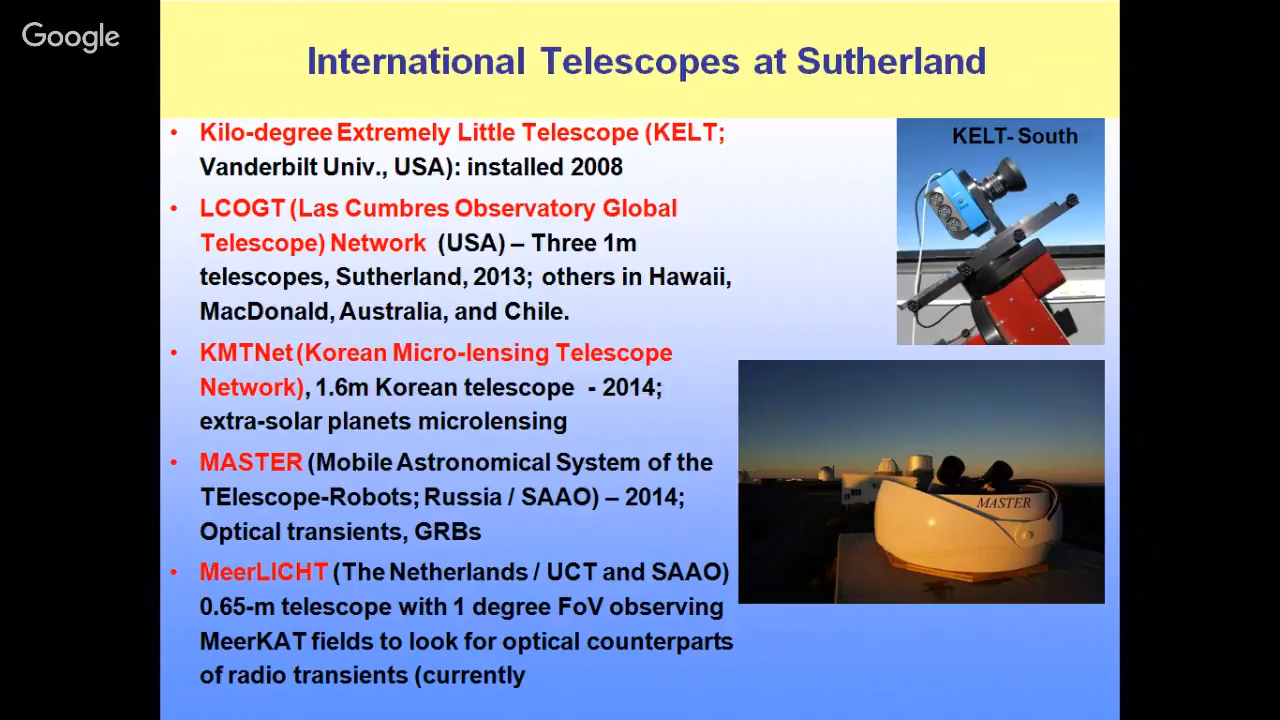 Google
International Telescopes at Sutherland
• Kilo-degree Extremely Little Telescope (KELT;
Vanderbilt Univ., USA): installed 2008
• LCOGT (Las Cumbres Observatory Global
Telescope) Network (USA) – Three 1m
telescopes, Sutherland, 2013; others in Hawaii,
MacDonald, Australia, and Chile.
• KMTNet (Korean Micro-lensing Telescope
Network), 1.6m Korean telescope - 2014;
extra-solar planets microlensing
• MASTER (Mobile Astronomical System of the
TElescope-Robots; Russia / SAAO) – 2014;
Optical transients, GRBs
• MeerLICHT (The Netherlands / UCT and SAAO)
0.65-m telescope with 1 degree FoV observing
MeerKAT fields to look for optical counterparts
of radio transients (currently
KELT- South
MASTER